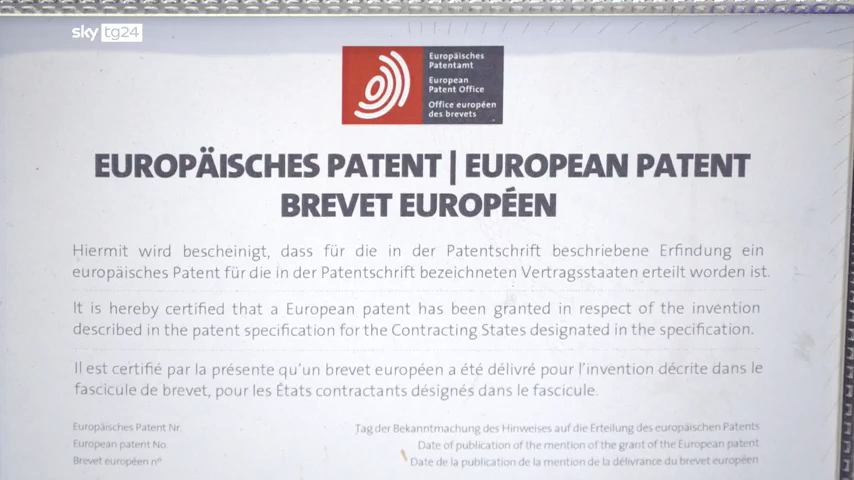 sky tg24
Europäisches
Patentamt
European
Patent Office
Office européen
des brevets
EUROPÄISCHES PATENT | EUROPEAN PATENT
BREVET EUROPÉEN
Hiermit wird bescheinigt, dass für die in der Patentschrift beschriebene Erfindung ein
europäisches Patent für die in der Patentschrift bezeichneten Vertragsstaaten erteilt worden ist.
It is hereby certified that a European patent has been granted in respect of the invention
described in the patent specification for the Contracting States designated in the specification.
Il est certifié par la présente qu'un brevet européen a été délivré pour l'invention décrite dans le
fascicule de brevet, pour les États contractants désignés dans le fascicule.
Europäisches Patent Nr.
European patent No.
Brevet européen nº
Tag der Bekanntmachung des Hinweises auf die Erteilung des europäischen Patents
Date of publication of the mention of the grant of the European patent
Date de la publication de la mention de la délivrance du brevet européen